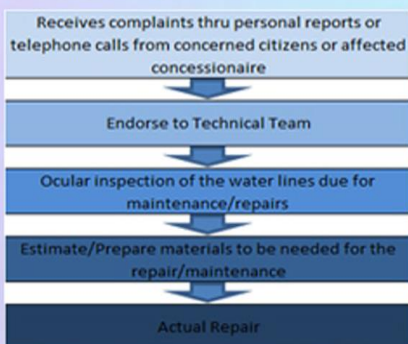 Receives complaints thru personal reports or
telephone calls from concerned citizens or affected
concessionaire
Endorse to Technical Team
Ocular inspection of the water lines due for
maintenance/repairs
Estimate/Prepare materials to be needed for the
repair/maintenance
Actual Repair